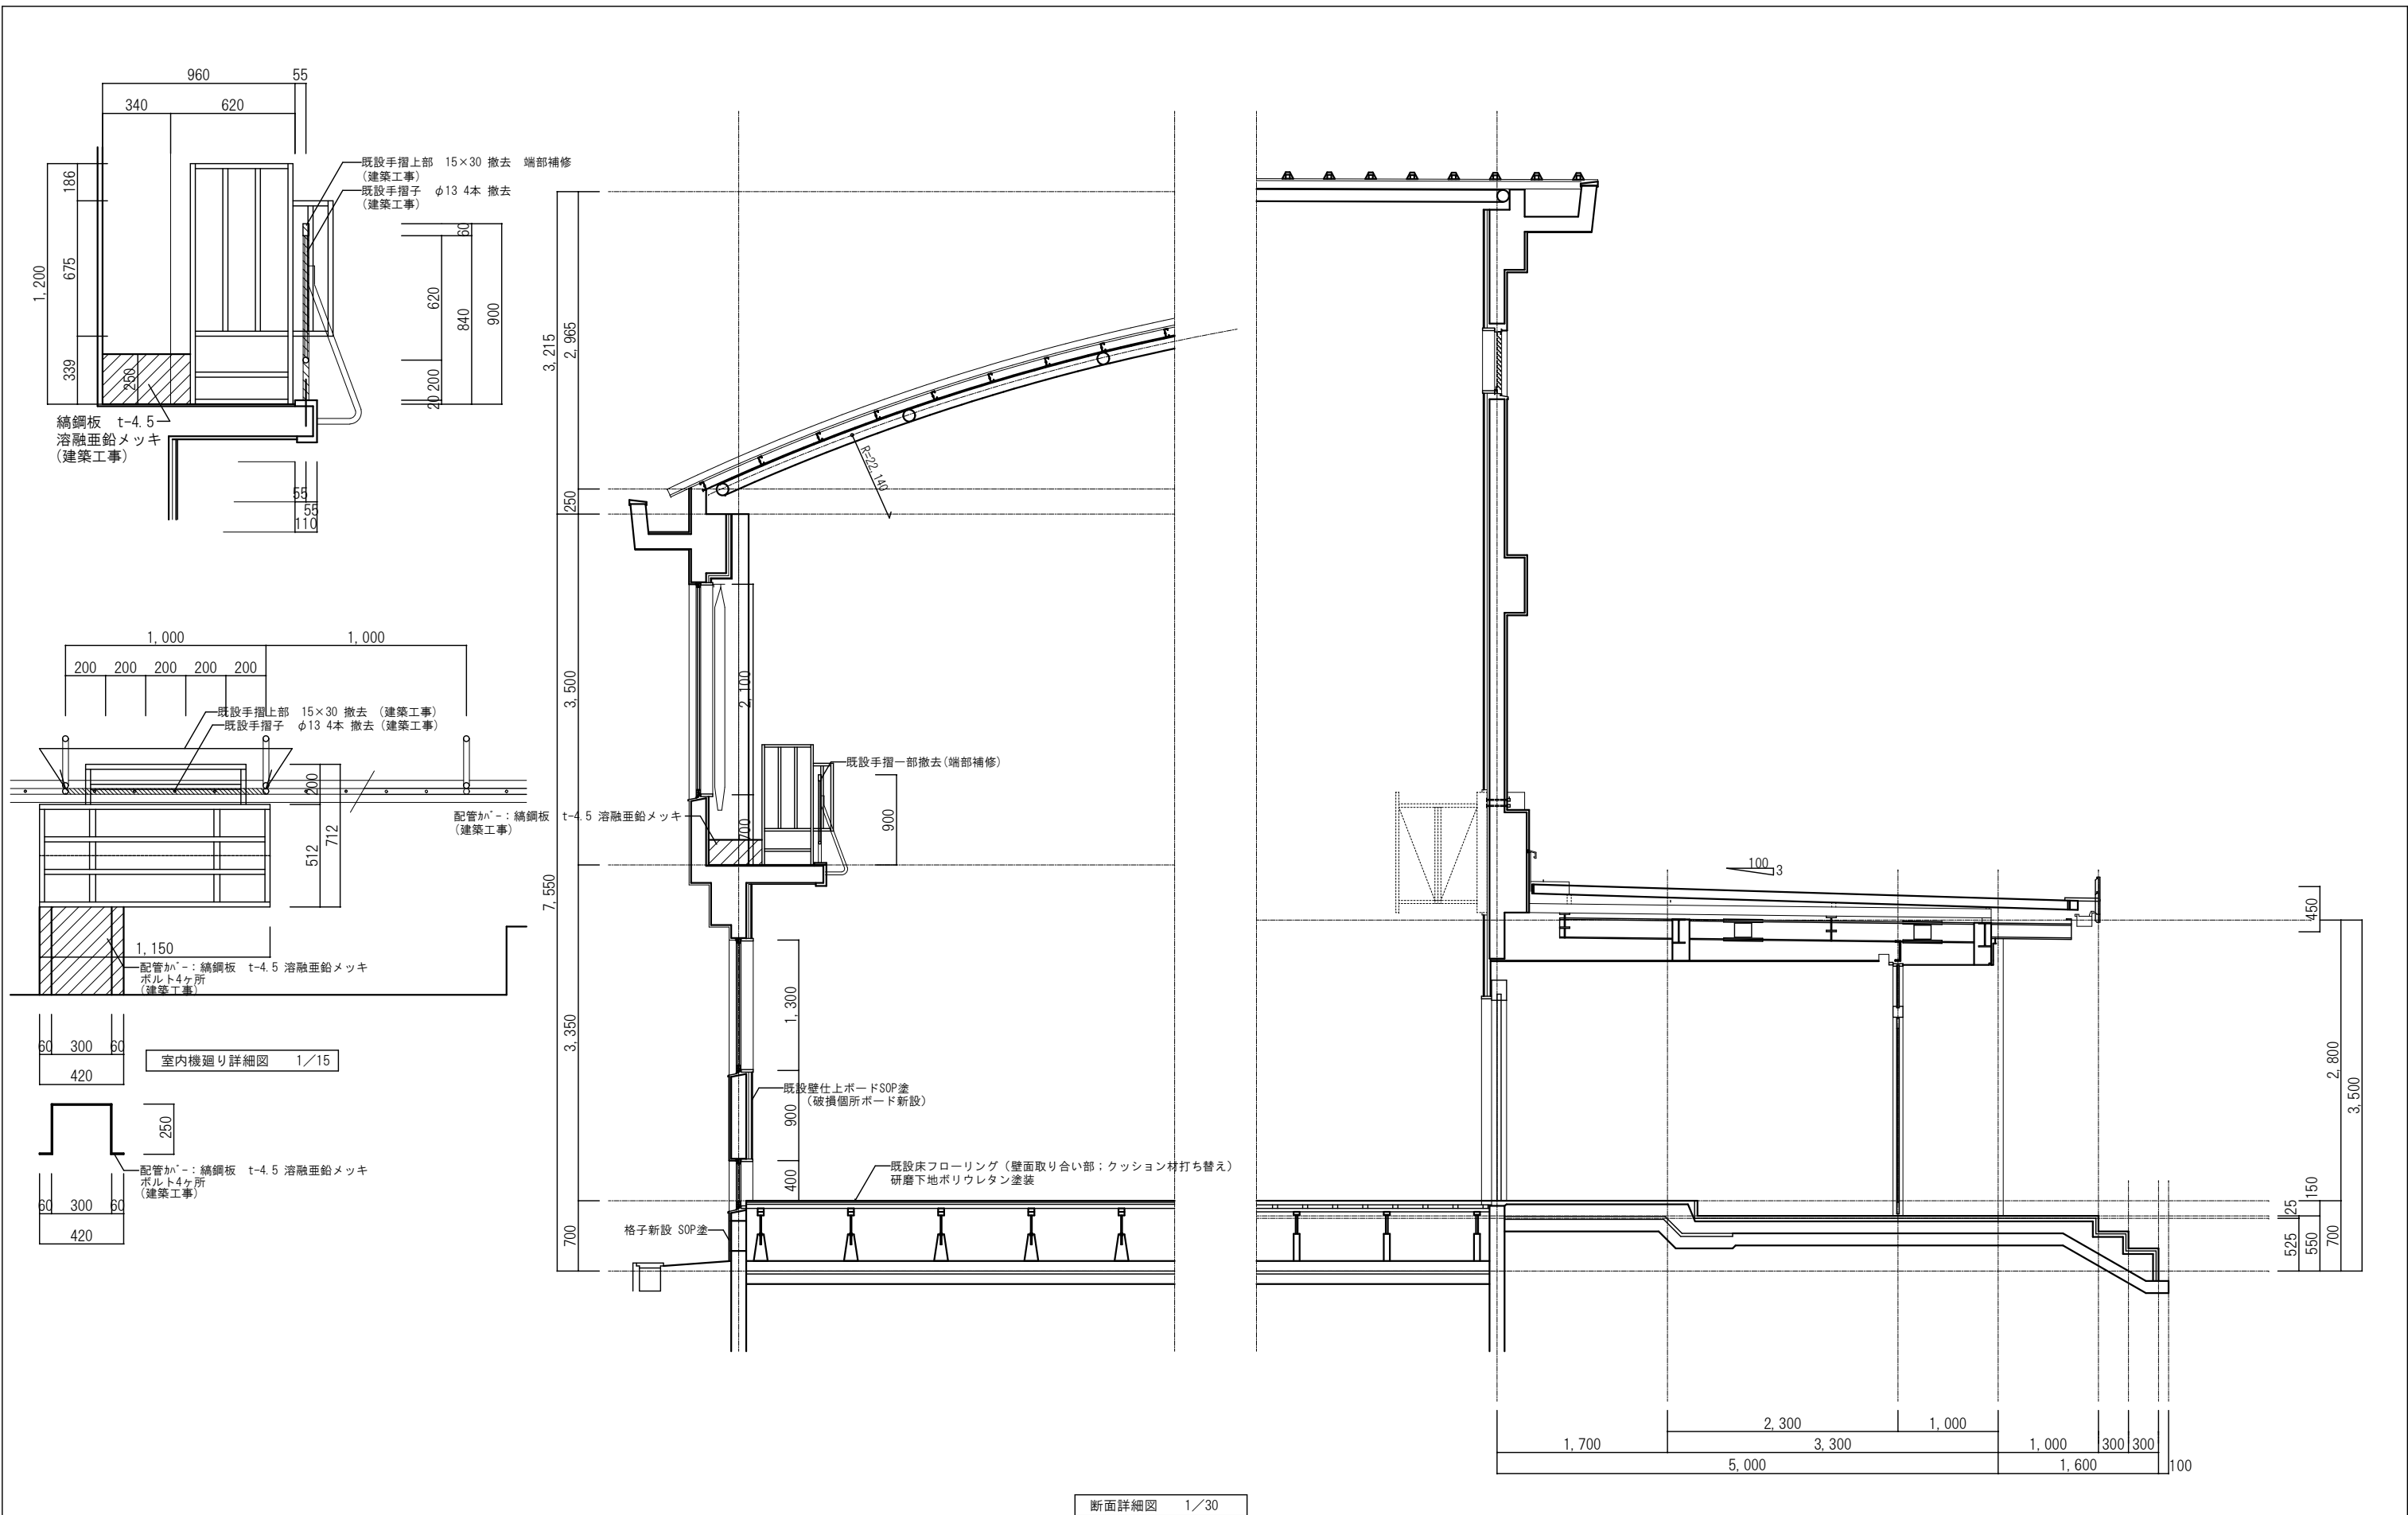 960
55
340
620
186
675
1,200
339
250
既設手摺上部　15×30 撤去　端部補修
(建築工事)
既設手摺子　φ13 4本 撤去
(建築工事)
60
620
840
900
200
20
縞鋼板　t-4.5
溶融亜鉛メッキ
(建築工事)
55
55
110
1,000
1,000
200
200
200
200
200
既設手摺上部　15×30 撤去 (建築工事)
既設手摺子　φ13 4本 撤去(建築工事)
200
712
512
1,150
配管ｶﾊﾞｰ：縞鋼板　t-4.5 溶融亜鉛メッキ
ボルト4ヶ所
(建築工事)
60
300
60
420
室内機廻り詳細図　　1／15
250
配管ｶﾊﾞｰ：縞鋼板　t-4.5 溶融亜鉛メッキ
ボルト4ヶ所
(建築工事)
60
300
60
420
3,215
2,965
250
3,500
7,550
3,350
700
R=22,140
2,100
700
既設手摺一部撤去(端部補修)
配管ｶﾊﾞｰ：縞鋼板　t-4.5 溶融亜鉛メッキ
(建築工事)
900
1,300
900
400
既設壁仕上ボードSOP塗
(破損個所ボード新設)
既設床フローリング（壁面取り合い部；クッション材打ち替え）
研磨下地ポリウレタン塗装
格子新設 SOP塗
100
3
450
2,800
3,500
150
25
525
550
700
2,300
1,000
1,700
3,300
1,000
300
300
5,000
1,600
100
断面詳細図　　1／30